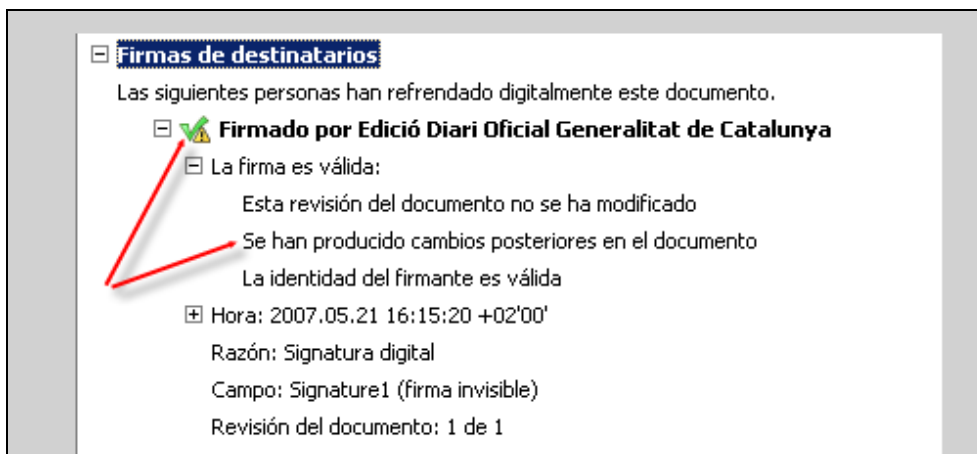 Firmas de destinatarios
Las siguientes personas han refrendado digitalmente este documento.
Firmado por Edició Diari Oficial Generalitat de Catalunya
La firma es válida:
Esta revisión del documento no se ha modificado
Se han producido cambios posteriores en el documento
La identidad del firmante es válida
Hora: 2007.05.21 16:15:20 +02'00'
Razón: Signatura digital
Campo: Signature1 (firma invisible)
Revisión del documento: 1 de 1